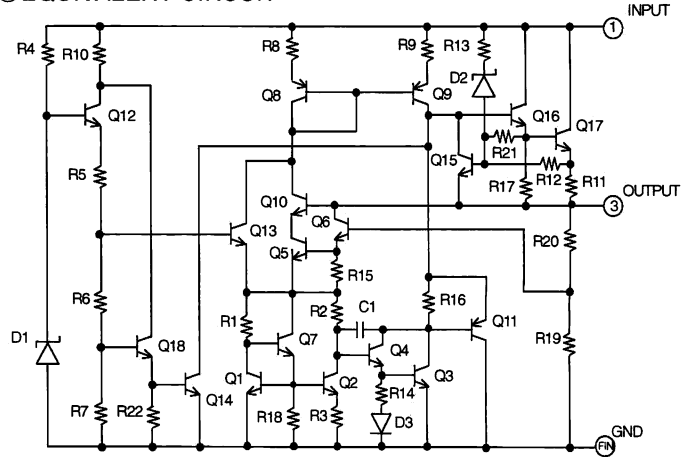 EQUIVALENT CIRCUIT
INPUT
1
R4
R10
R8
R9
R13
D2
Q8
Q9
Q12
Q16
Q17
R21
Q15
R12
R11
R17
R5
Q10
Q6
OUTPUT
3
Q13
Q5
R20
R15
R6
R2
C1
R16
Q11
R19
D1
R1
Q7
Q18
Q4
Q1
Q2
Q3
Q14
R14
R7
R22
R18
R3
D3
GND
FIN